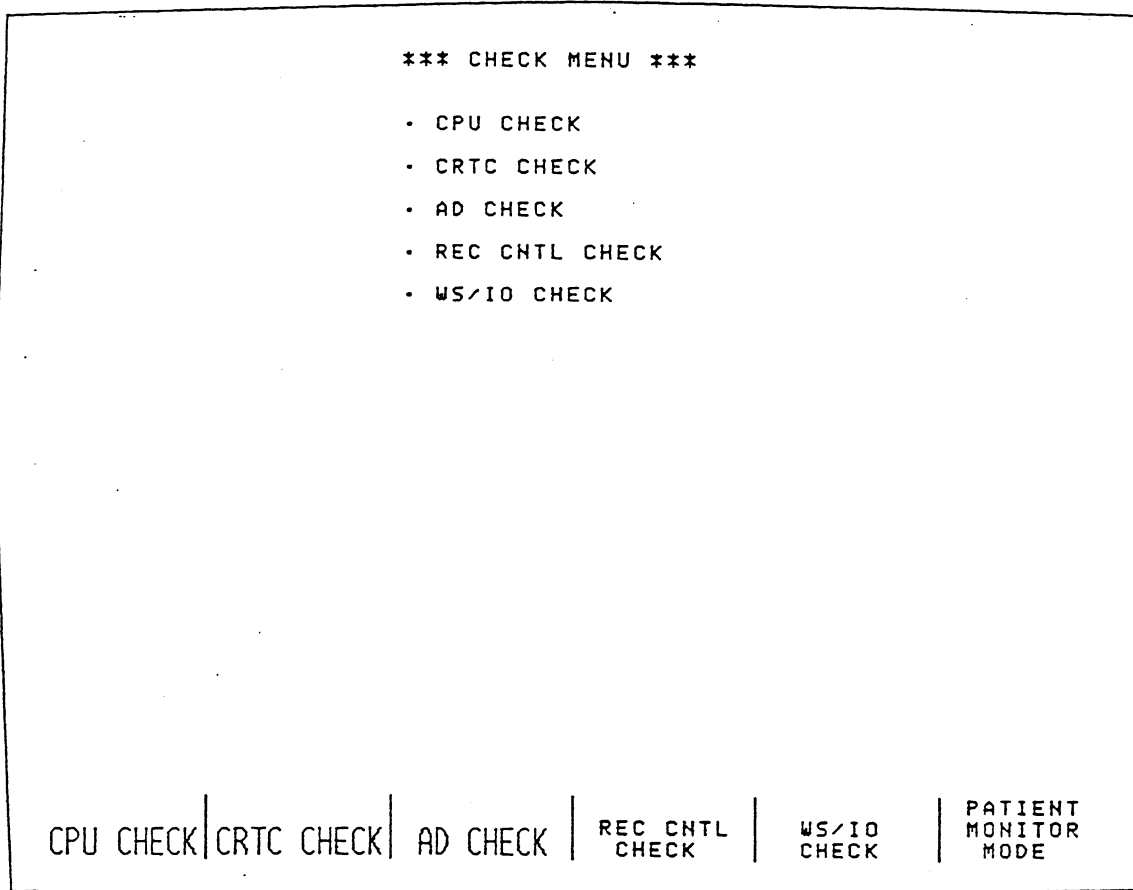 *** CHECK MENU ***
· CPU CHECK
· CRTC CHECK
· AD CHECK
· REC CNTL CHECK
· WS/IO CHECK
CPU CHECK
CRTC CHECK
AD CHECK
REC CNTL
CHECK
WS/IO
CHECK
PATIENT
MONITOR
MODE